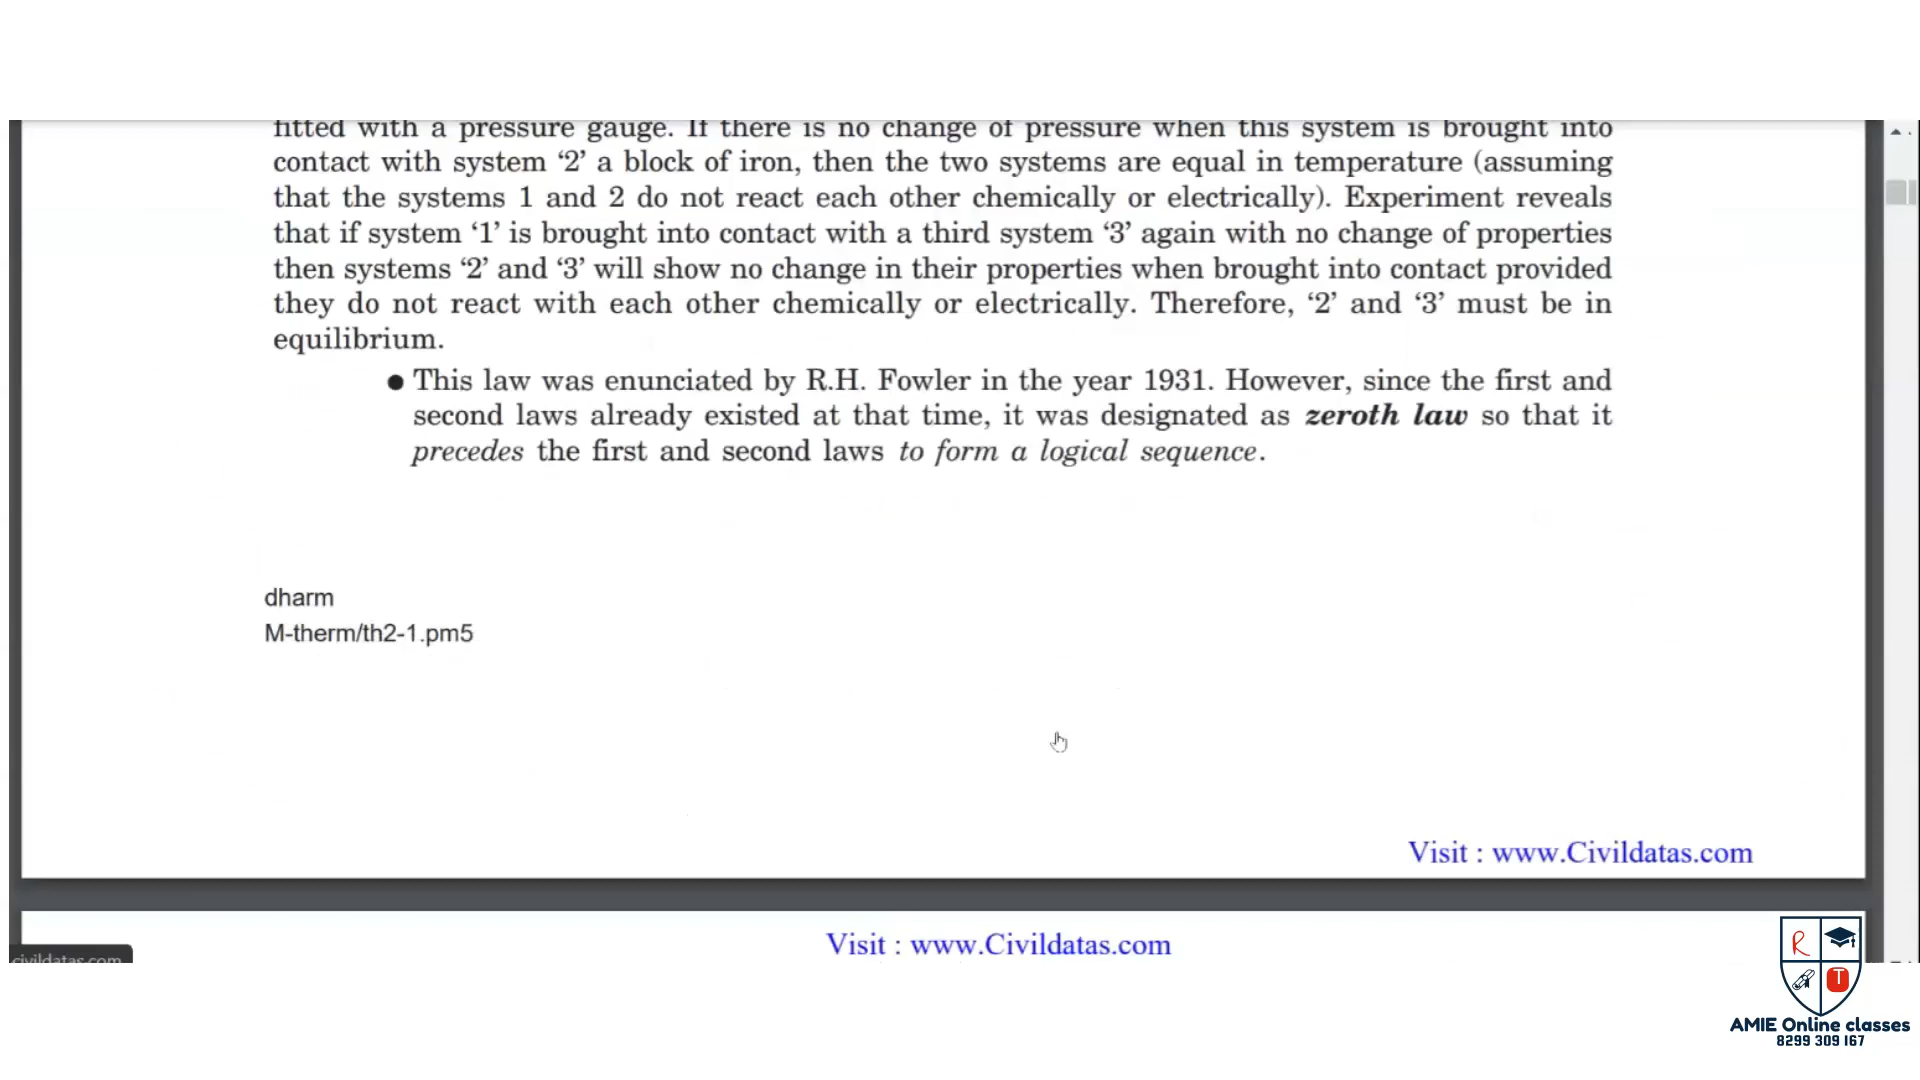 fitted with a pressure gauge. If there is no change of pressure when this system is brought into
contact with system ‘2’ a block of iron, then the two systems are equal in temperature (assuming
that the systems 1 and 2 do not react each other chemically or electrically). Experiment reveals
that if system ‘1’ is brought into contact with a third system ‘3’ again with no change of properties
then systems ‘2’ and ‘3’ will show no change in their properties when brought into contact provided
they do not react with each other chemically or electrically. Therefore, ‘2’ and ‘3’ must be in
equilibrium.
● This law was enunciated by R.H. Fowler in the year 1931. However, since the first and
second laws already existed at that time, it was designated as zeroth law so that it
precedes the first and second laws to form a logical sequence.
dharm
M-therm/th2-1.pm5
Visit : www.Civildatas.com
Visit : www.Civildatas.com
civildatas.com
R
T
AMIE Online classes
8299 309 167